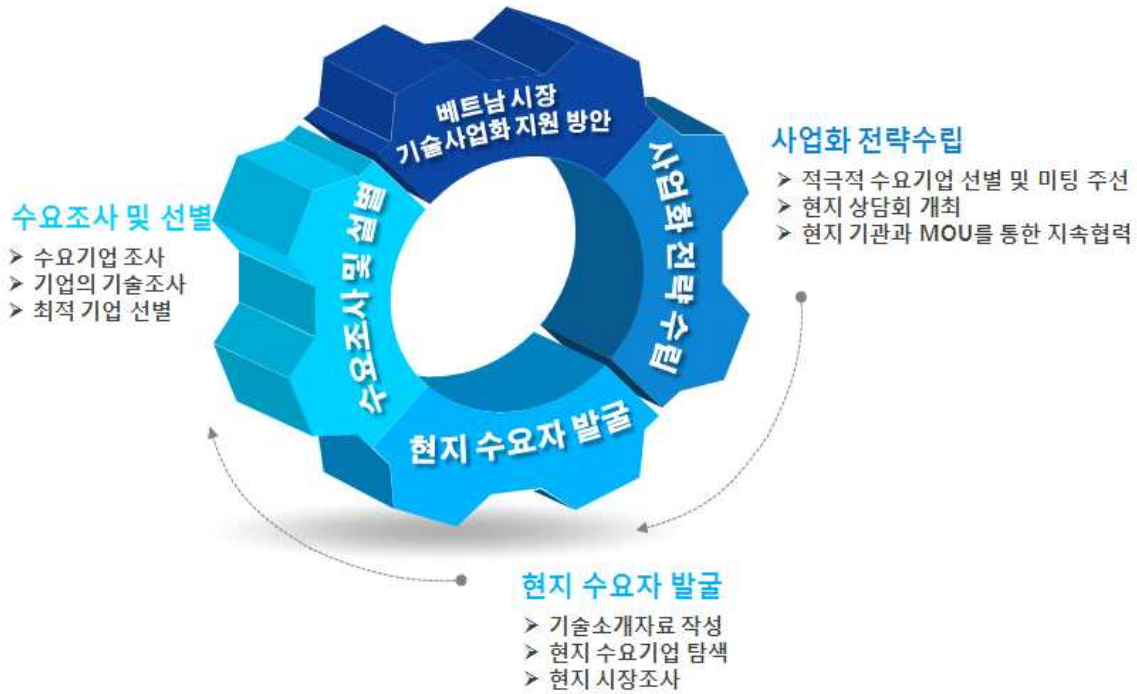 베트남 시장
기술사업화 지원 방안
사업화 전략수립
수요조사 및 설별
현지 수요자 발굴
사업화 전략수립
➢ 적극적 수요기업 선별 및 미팅 주선
➢ 현지 상담회 개최
➢ 현지 기관과 MOU를 통한 지속협력
수요조사 및 선별
➢ 수요기업 조사
➢ 기업의 기술조사
➢ 최적 기업 선별
현지 수요자 발굴
➢ 기술소개자료 작성
➢ 현지 수요기업 탐색
➢ 현지 시장조사